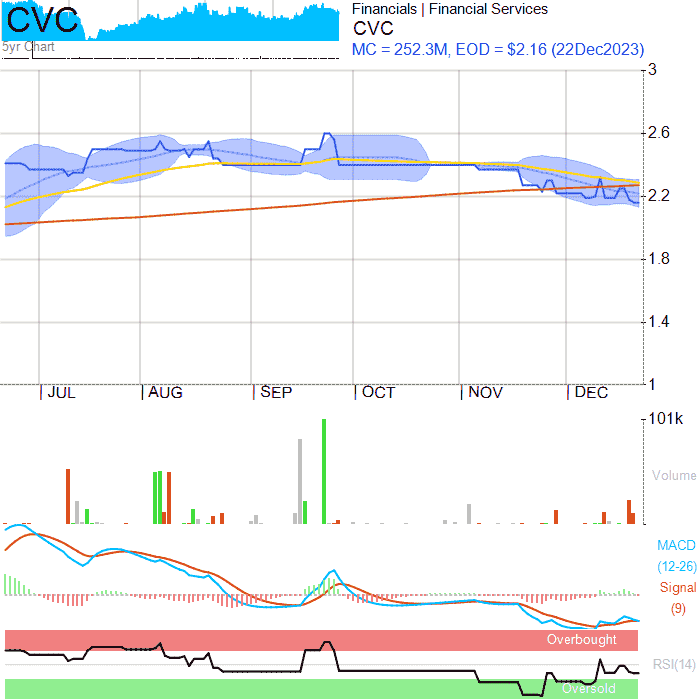 CVC
5yr Chart
Financials | Financial Services
CVC
MC = 252.3M, EOD = $2.16 (22Dec2023)
3
2.6
2.2
1.8
1.4
1
JUL AUG SEP OCT NOV DEC
101k
Volume
MACD
(12-26)
Signal
(9)
Overbought
RSI(14)
Oversold